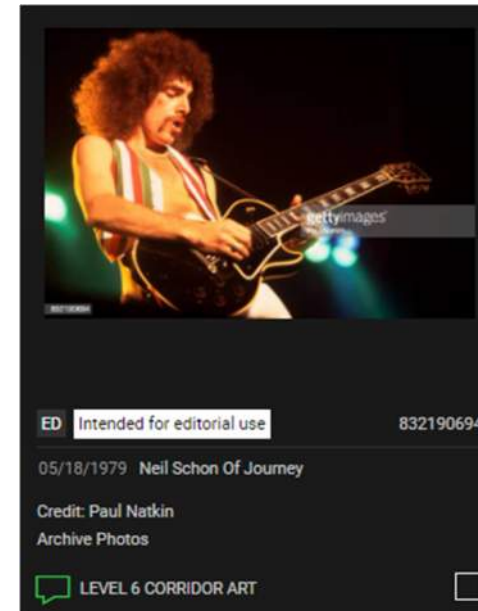 gettyimages
832190694
ED Intended for editorial use 832190694
05/18/1979 Neil Schon Of Journey
Credit: Paul Natkin
Archive Photos
LEVEL 6 CORRIDOR ART